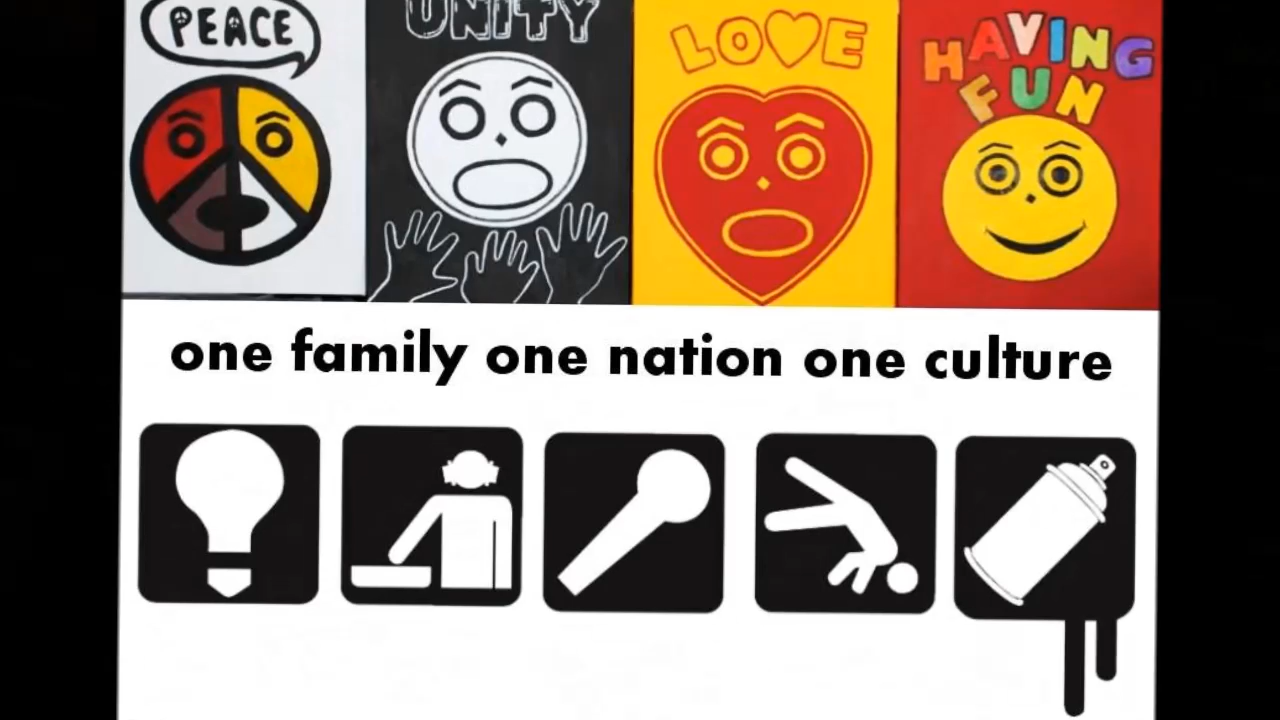 PEACE
UNITY
LOVE
HAVING
FUN
one family one nation one culture